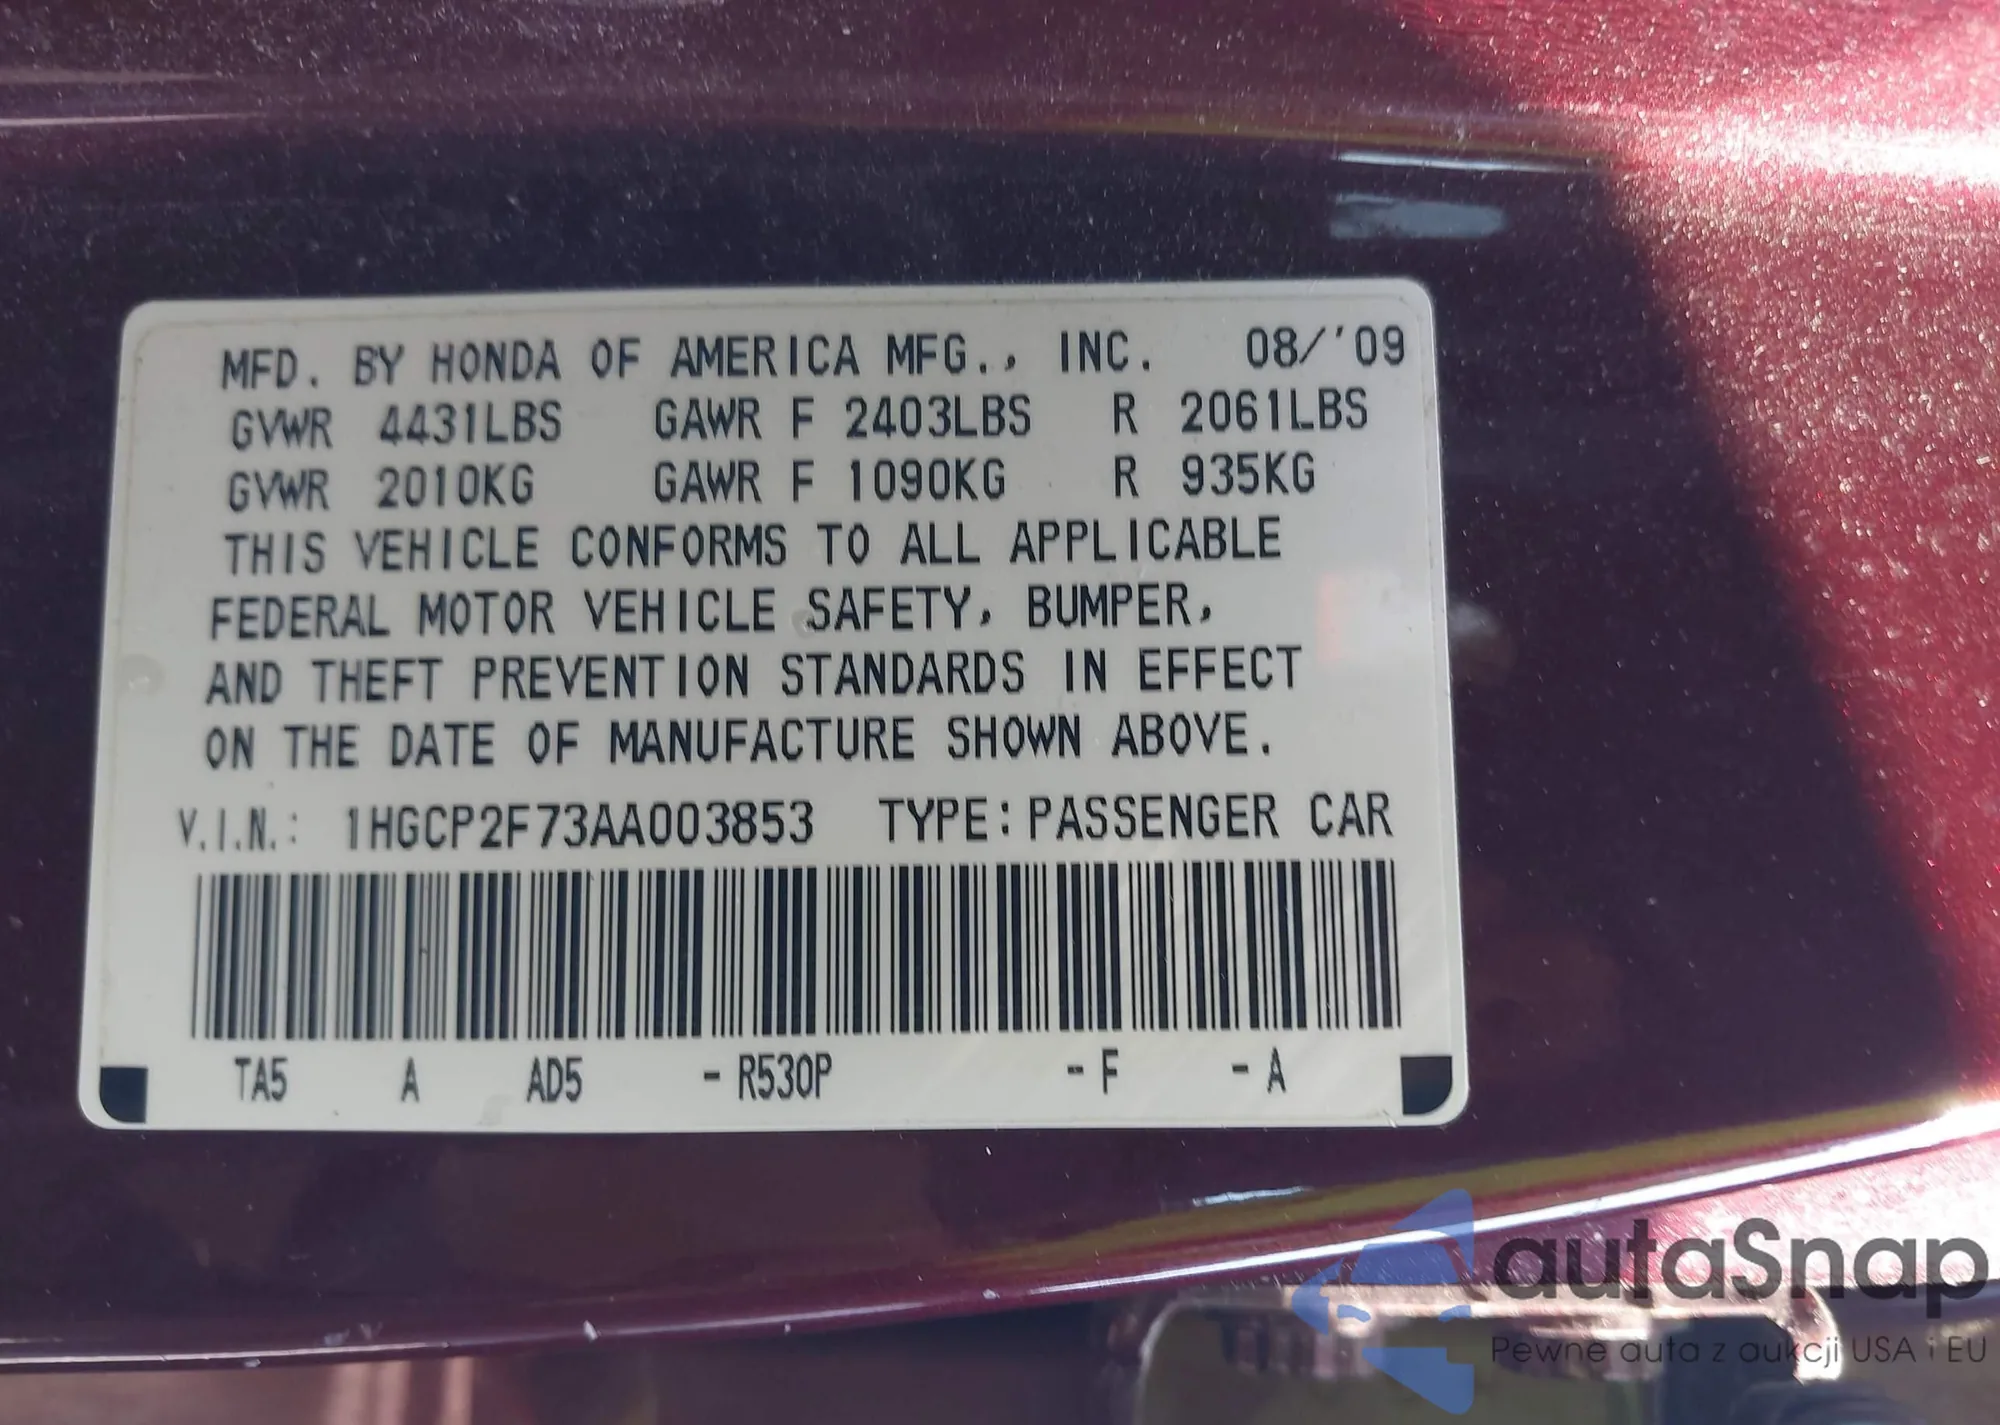 MFD. BY HONDA OF AMERICA MFG., INC. 08/'09
GVWR 4431LBS GAWR F 2403LBS R 2061LBS
GVWR 2010KG GAWR F 1090KG R 935KG
THIS VEHICLE CONFORMS TO ALL APPLICABLE
FEDERAL MOTOR VEHICLE SAFETY, BUMPER,
AND THEFT PREVENTION STANDARDS IN EFFECT
ON THE DATE OF MANUFACTURE SHOWN ABOVE.
V.I.N.: 1HGCP2F73AA003853 TYPE: PASSENGER CAR
TA5 A AD5 - R530P - F - A
autaSnap
Pewne auta z aukcji USA i EU